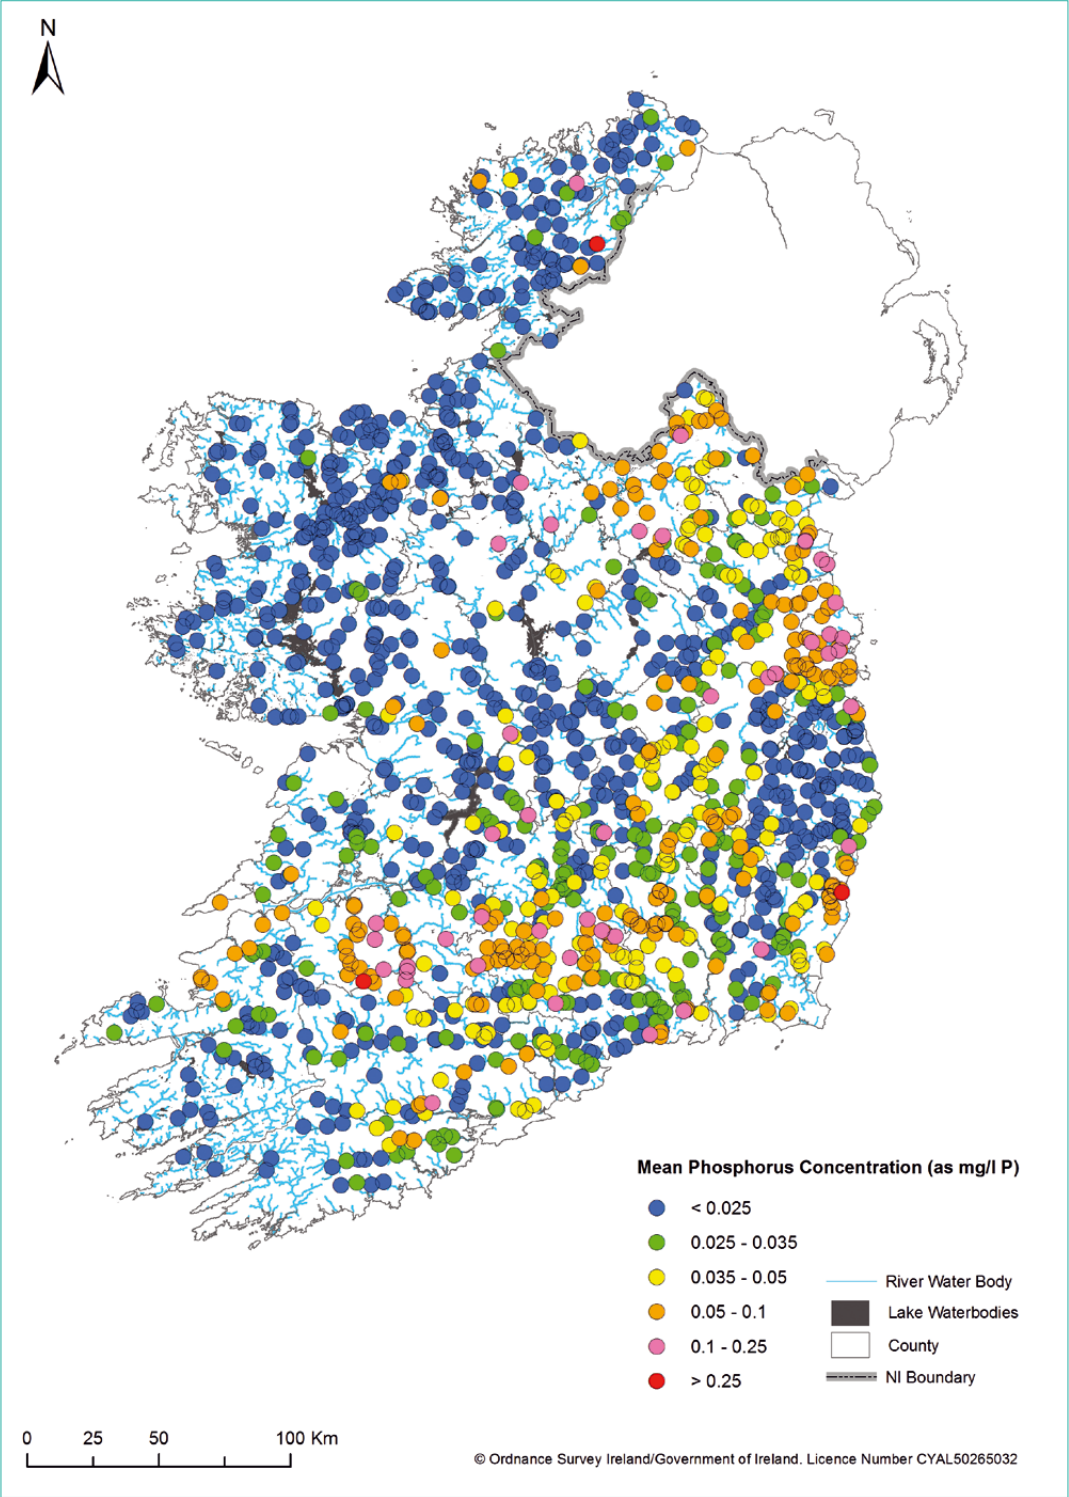 N
Mean Phosphorus Concentration (as mg/l P)
< 0.025
0.025 - 0.035
0.035 - 0.05
0.05 - 0.1
0.1 - 0.25
> 0.25
River Water Body
Lake Waterbodies
County
NI Boundary
0 25 50 100 Km
© Ordnance Survey Ireland/Government of Ireland. Licence Number CYAL50265032